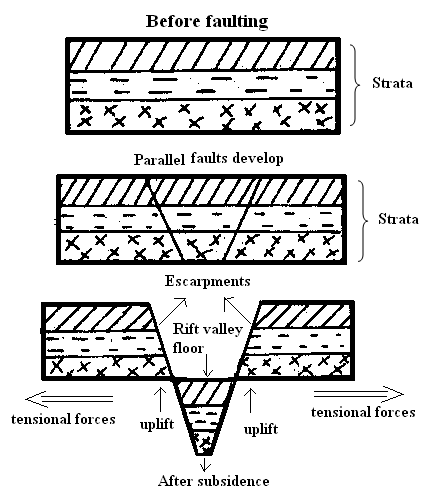 Before faulting
Strata
Parallel faults develop
Strata
Escarpments
Rift valley
floor
tensional forces
uplift
uplift
tensional forces
After subsidence